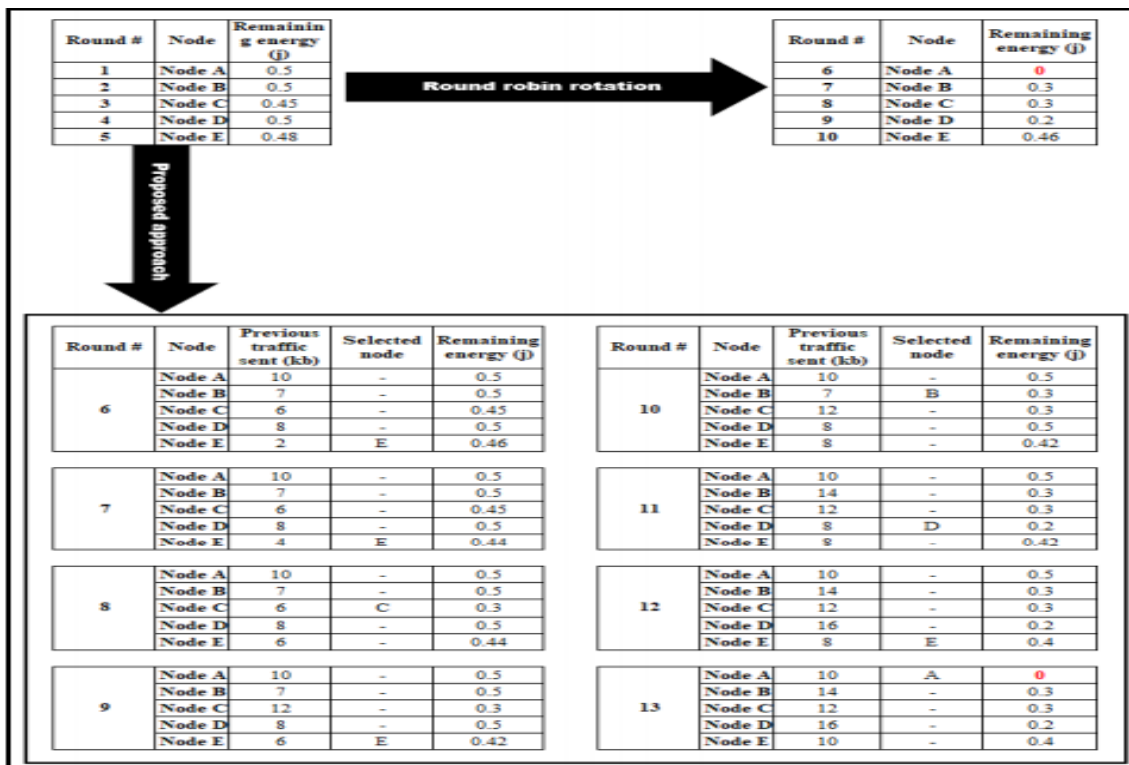 Round # Node Remainin g energy (j)
1 Node A 0.5
2 Node B 0.5
3 Node C 0.45
4 Node D 0.5
5 Node E 0.48
Round robin rotation
Round # Node Remaining energy (j)
6 Node A 0
7 Node B 0.3
8 Node C 0.3
9 Node D 0.2
10 Node E 0.46
Proposed approach
Round # Node Previous traffic sent (kb) Selected node Remaining energy (j)
6
Node A 10 - 0.5
Node B 7 - 0.5
Node C 6 - 0.45
Node D 8 - 0.5
Node E 2 E 0.46
7
Node A 10 - 0.5
Node B 7 - 0.5
Node C 6 - 0.45
Node D 8 - 0.5
Node E 4 E 0.44
8
Node A 10 - 0.5
Node B 7 - 0.5
Node C 6 C 0.3
Node D 8 - 0.5
Node E 6 - 0.44
9
Node A 10 - 0.5
Node B 7 - 0.5
Node C 12 - 0.3
Node D 8 - 0.5
Node E 6 E 0.42
Round # Node Previous traffic sent (kb) Selected node Remaining energy (j)
10
Node A 10 - 0.5
Node B 7 B 0.3
Node C 12 - 0.3
Node D 8 - 0.5
Node E 8 - 0.42
11
Node A 10 - 0.5
Node B 14 - 0.3
Node C 12 - 0.3
Node D 8 D 0.2
Node E 8 - 0.42
12
Node A 10 - 0.5
Node B 14 - 0.3
Node C 12 - 0.3
Node D 16 - 0.2
Node E 8 E 0.4
13
Node A 10 A 0
Node B 14 - 0.3
Node C 12 - 0.3
Node D 16 - 0.2
Node E 10 - 0.4